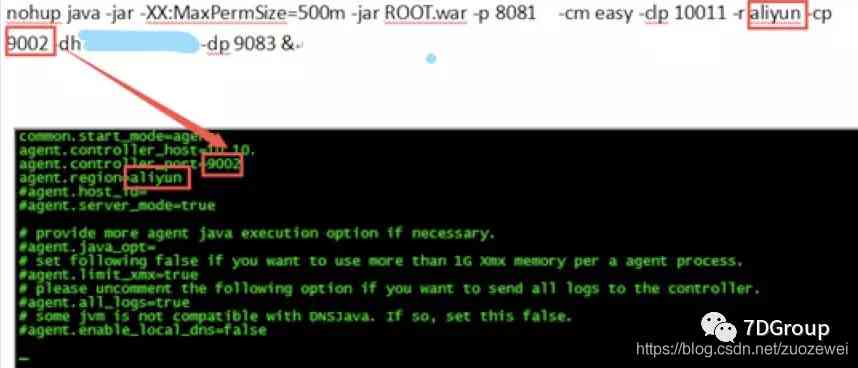 nohup java -jar -XX:MaxPermSize=500m -jar ROOT.war -p 8081 -cm easy -clp 10011 -r aliyun -cp
9002 -dh -dp 9083 &
common.start_mode=agent
agent.controller_host=10.10.
agent.controller_port=9002
agent.region=aliyun
#agent.host_id=
#agent.server_mode=true
# provide more agent java execution option if necessary.
#agent.java_opt=
# set following false if you want to use more than 1G Xmx memory per a agent process.
#agent.limit_xmx=true
# please uncomment the following option if you want to send all logs to the controller.
#agent.all_logs=true
# some jvm is not compatible with DNSJava. If so, set this false.
#agent.enable_local_dns=false
7DGroup
https://blog.csdn.net/zuozewei